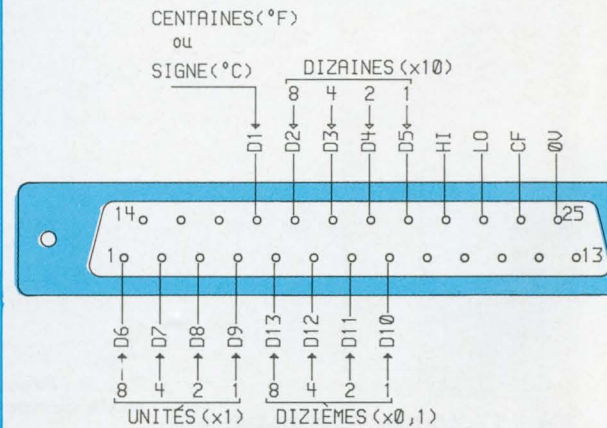 CENTAINES(°F)
ou
SIGNE(°C)
DIZAINES(x10)
8 4 2 1
D1 D2 D3 D4 D5 HI LO CF 0V
14 25
1 13
D6 D7 D8 D9 D13 D12 D11 D10
8 4 2 1 8 4 2 1
UNITÉS(x1) DIZIÈMES(x0,1)